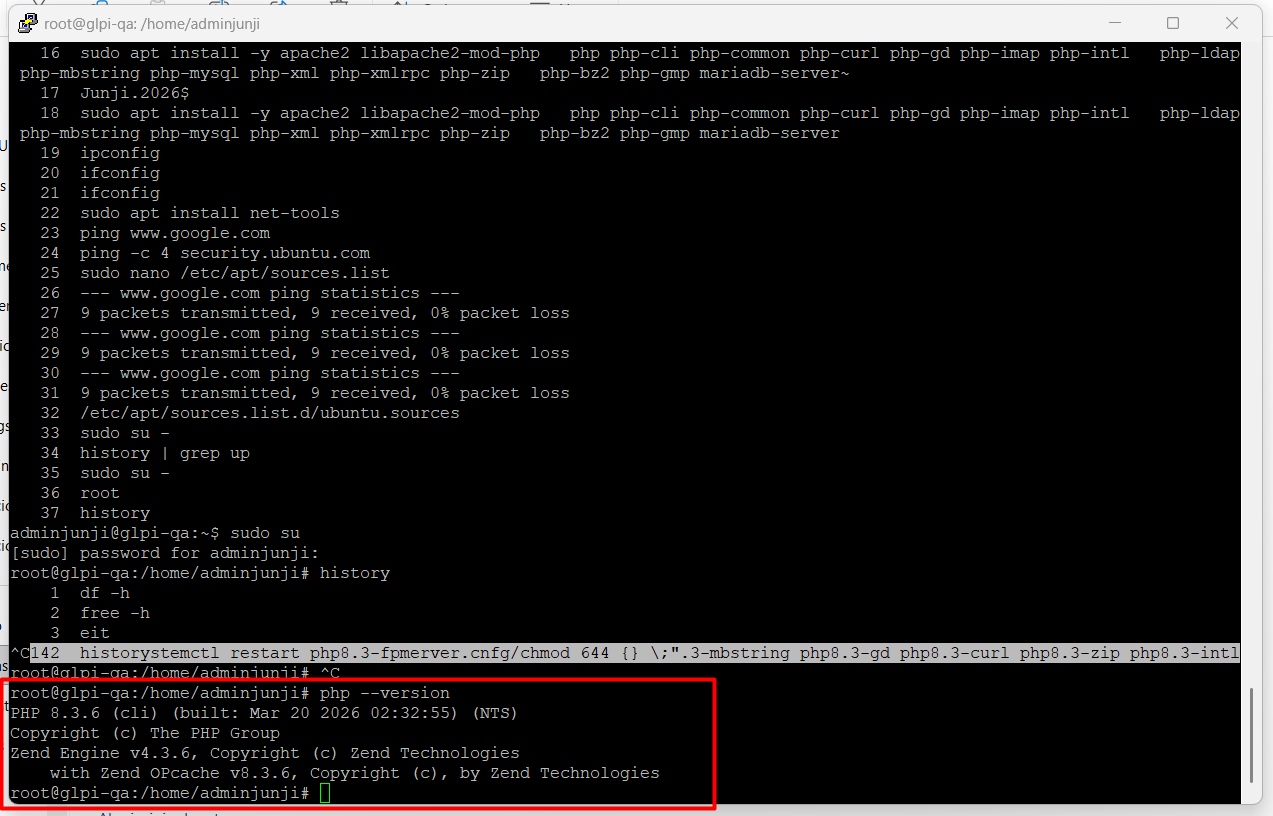 root@glpi-qa: /home/adminjunji
16 sudo apt install -y apache2 libapache2-mod-php php php-cli php-common php-curl php-gd php-imap php-intl php-ldap
php-mbstring php-mysql php-xml php-xmlrpc php-zip php-bz2 php-gmp mariadb-server~
17 Junji.2026$
18 sudo apt install -y apache2 libapache2-mod-php php php-cli php-common php-curl php-gd php-imap php-intl php-ldap
php-mbstring php-mysql php-xml php-xmlrpc php-zip php-bz2 php-gmp mariadb-server
19 ipconfig
20 ifconfig
21 ifconfig
22 sudo apt install net-tools
23 ping www.google.com
24 ping -c 4 security.ubuntu.com
25 sudo nano /etc/apt/sources.list
26 --- www.google.com ping statistics ---
27 9 packets transmitted, 9 received, 0% packet loss
28 --- www.google.com ping statistics ---
29 9 packets transmitted, 9 received, 0% packet loss
30 --- www.google.com ping statistics ---
31 9 packets transmitted, 9 received, 0% packet loss
32 /etc/apt/sources.list.d/ubuntu.sources
33 sudo su -
34 history | grep up
35 sudo su -
36 root
37 history
adminjunji@glpi-qa:~$ sudo su
[sudo] password for adminjunji:
root@glpi-qa:/home/adminjunji# history
1 df -h
2 free -h
3 eit
^C142 historystemctl restart php8.3-fpmerver.cnfg/chmod 644 {} \;".3-mbstring php8.3-gd php8.3-curl php8.3-zip php8.3-intl
root@glpi-qa:/home/adminjunji# ^C
root@glpi-qa:/home/adminjunji# php --version
PHP 8.3.6 (cli) (built: Mar 20 2026 02:32:55) (NTS)
Copyright (c) The PHP Group
Zend Engine v4.3.6, Copyright (c) Zend Technologies
with Zend OPcache v8.3.6, Copyright (c), by Zend Technologies
root@glpi-qa:/home/adminjunji#